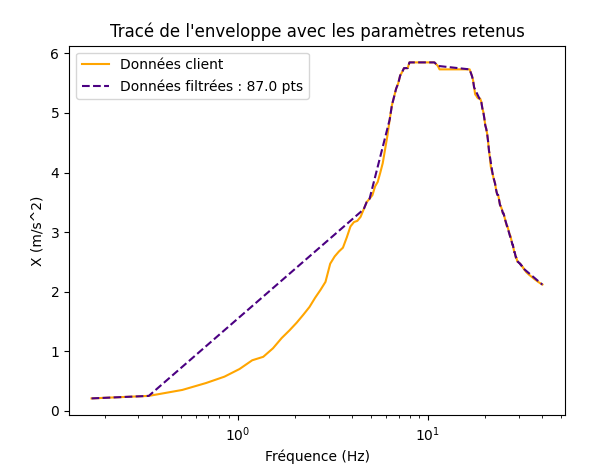 Tracé de l'enveloppe avec les paramètres retenus
Données client
Données filtrées : 87.0 pts
6
5
4
3
2
1
0
X (m/s^2)
10^0
10^1
Fréquence (Hz)